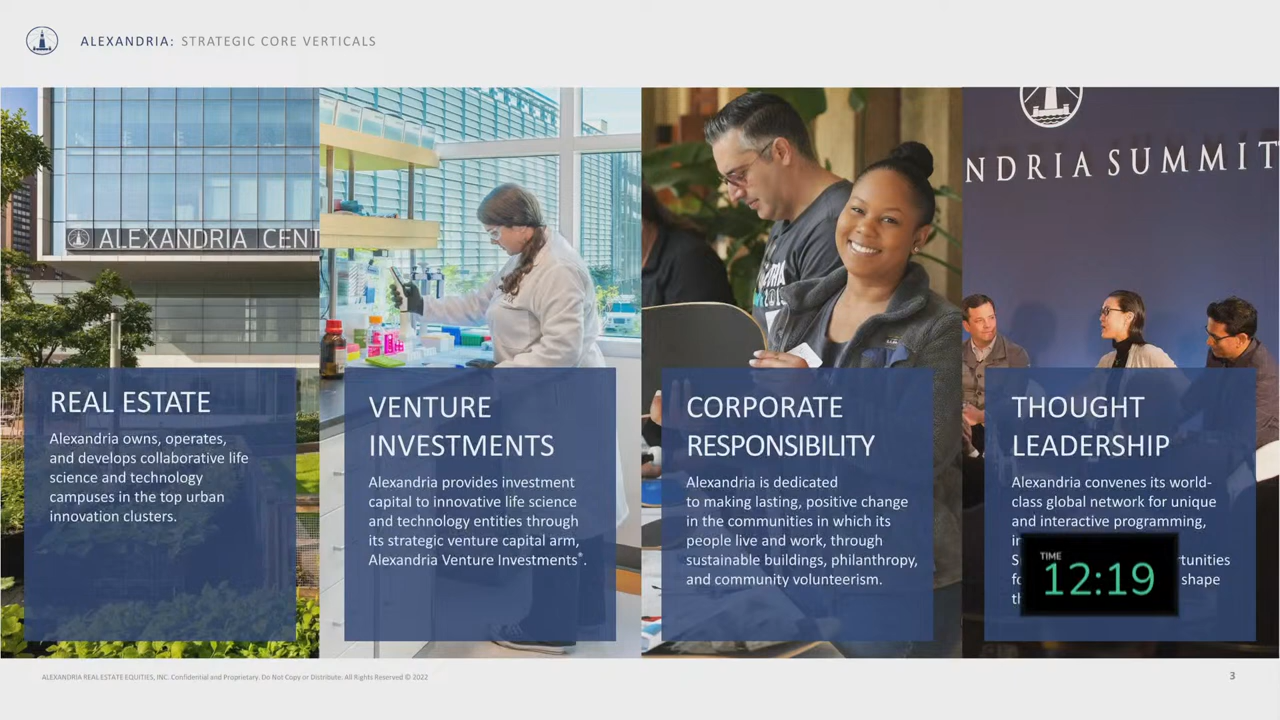 ALEXANDRIA: STRATEGIC CORE VERTICALS
ALEXANDRIA CENT
NDRIA SUMMIT
REAL ESTATE
Alexandria owns, operates,
and develops collaborative life
science and technology
campuses in the top urban
innovation clusters.
VENTURE
INVESTMENTS
Alexandria provides investment
capital to innovative life science
and technology entities through
its strategic venture capital arm,
Alexandria Venture Investments®.
CORPORATE
RESPONSIBILITY
Alexandria is dedicated
to making lasting, positive change
in the communities in which its
people live and work, through
sustainable buildings, philanthropy,
and community volunteerism.
THOUGHT
LEADERSHIP
Alexandria convenes its world-
class global network for unique
and interactive programming,
shape
TIME
12:19
ALEXANDRIA REAL ESTATE EQUITIES, INC. Confidential and Proprietary. Do Not Copy or Distribute. All Rights Reserved © 2022
3